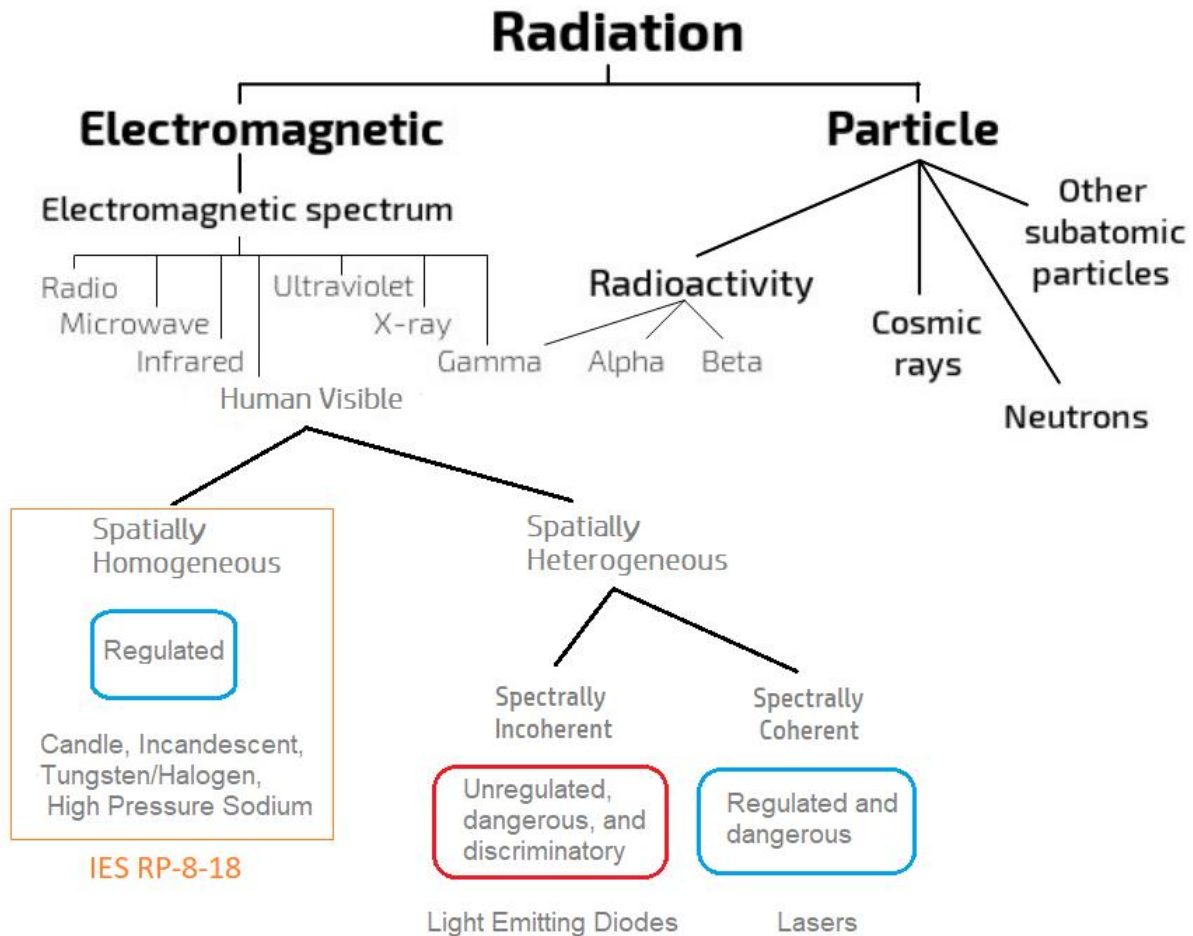 Radiation
Electromagnetic
Particle
Electromagnetic spectrum
Radio
Microwave
Infrared
Human Visible
Ultraviolet
X-ray
Gamma
Radioactivity
Alpha
Beta
Cosmic
rays
Neutrons
Other
subatomic
particles
Spatially
Homogeneous
Regulated
Candle, Incandescent,
Tungsten/Halogen,
High Pressure Sodium
IES RP-8-18
Spatially
Heterogeneous
Spectrally
Incoherent
Unregulated,
dangerous, and
discriminatory
Light Emitting Diodes
Spectrally
Coherent
Regulated and
dangerous
Lasers